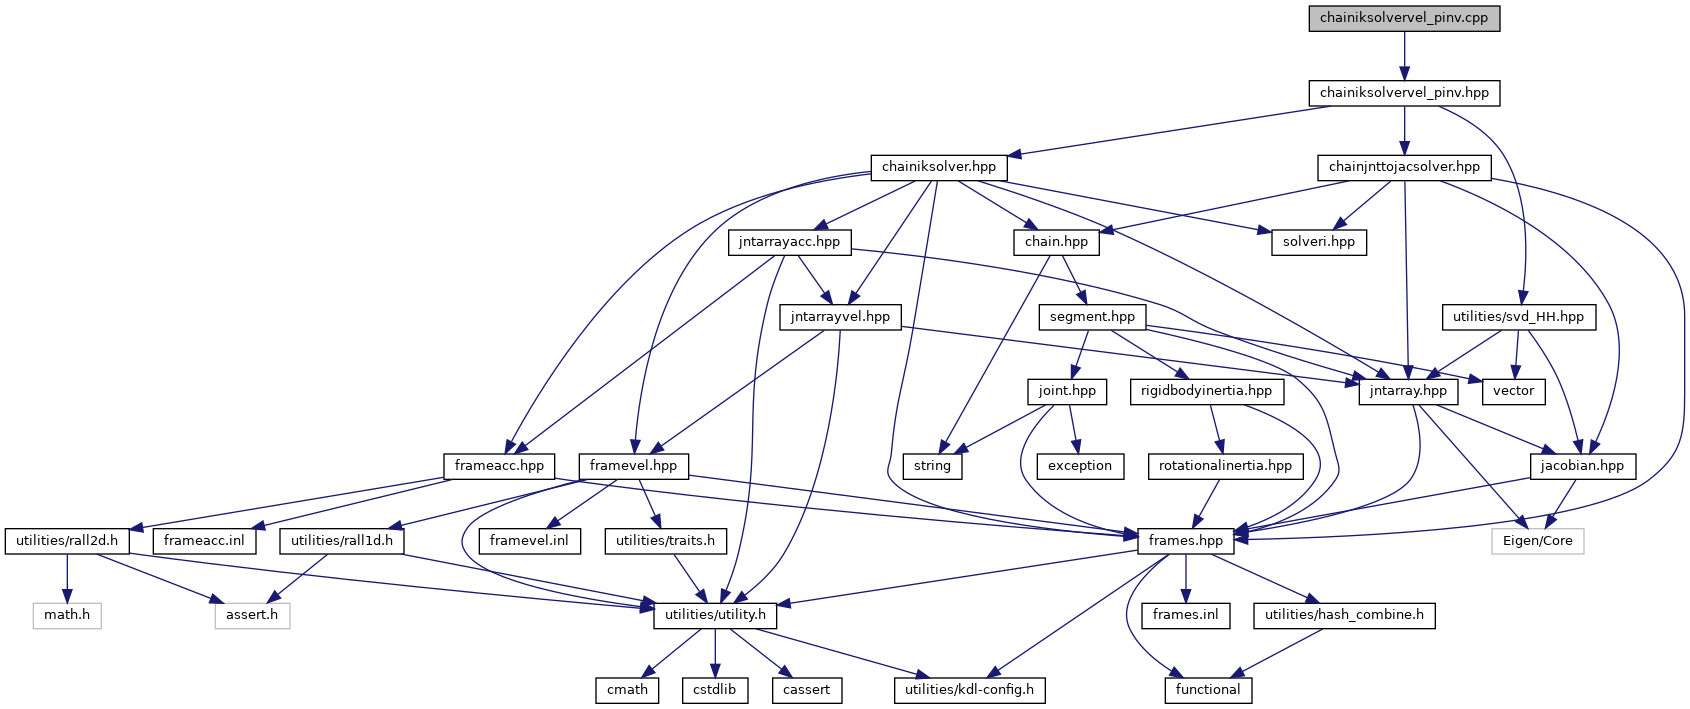 chainiksolvervel_pinv.cpp
chainiksolvervel_pinv.hpp
chainiksolver.hpp
chainjnttojacsolver.hpp
jntarrayacc.hpp
chain.hpp
solveri.hpp
jntarrayvel.hpp
segment.hpp
utilities/svd_HH.hpp
joint.hpp
rigidbodyinertia.hpp
jntarray.hpp
vector
frameacc.hpp
framevel.hpp
string
exception
rotationalinertia.hpp
jacobian.hpp
utilities/rall2d.h
frameacc.inl
utilities/rall1d.h
framevel.inl
utilities/traits.h
frames.hpp
Eigen/Core
math.h
assert.h
utilities/utility.h
frames.inl
utilities/hash_combine.h
cmath
cstdlib
cassert
utilities/kdl-config.h
functional